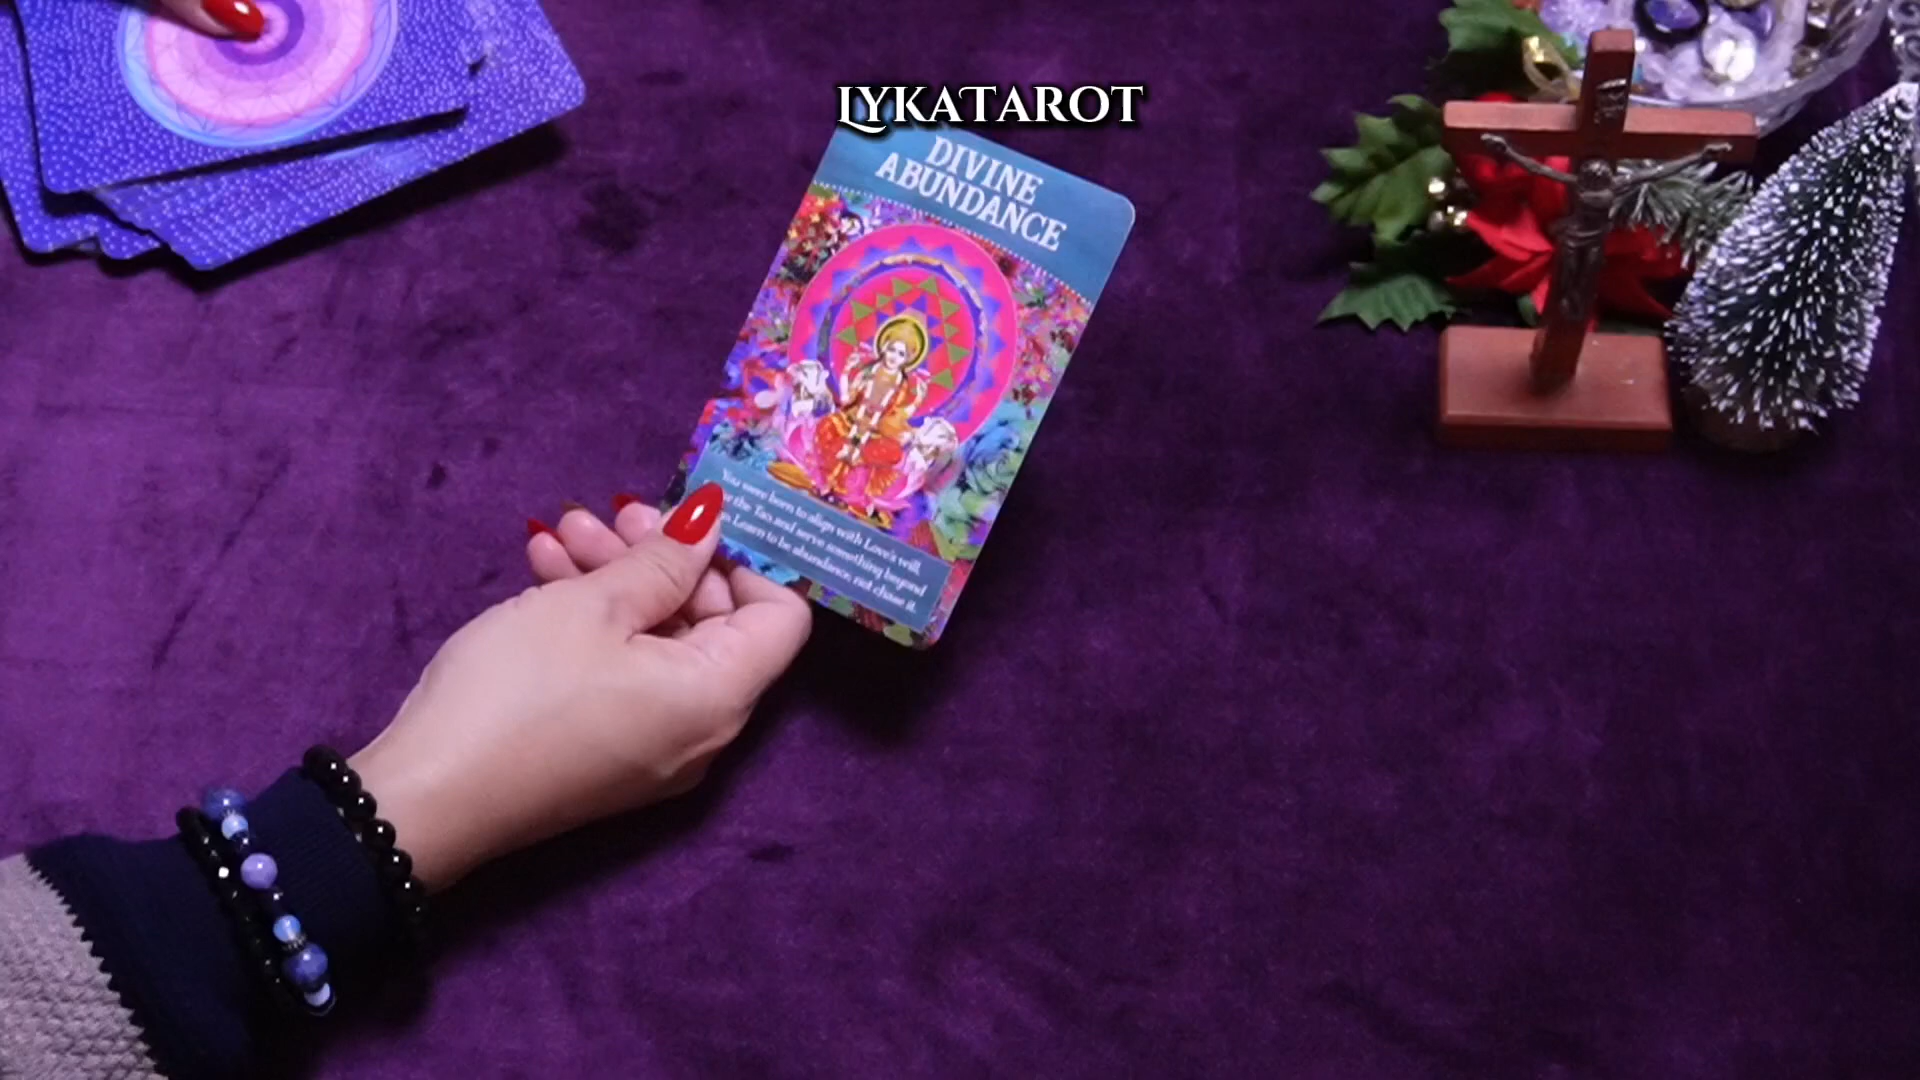 LYKATAROT
DIVINE
ABUNDANCE
You were born to align with Love's will,
the Tao and serve something beyond
Learn to be abundance, not chase it.